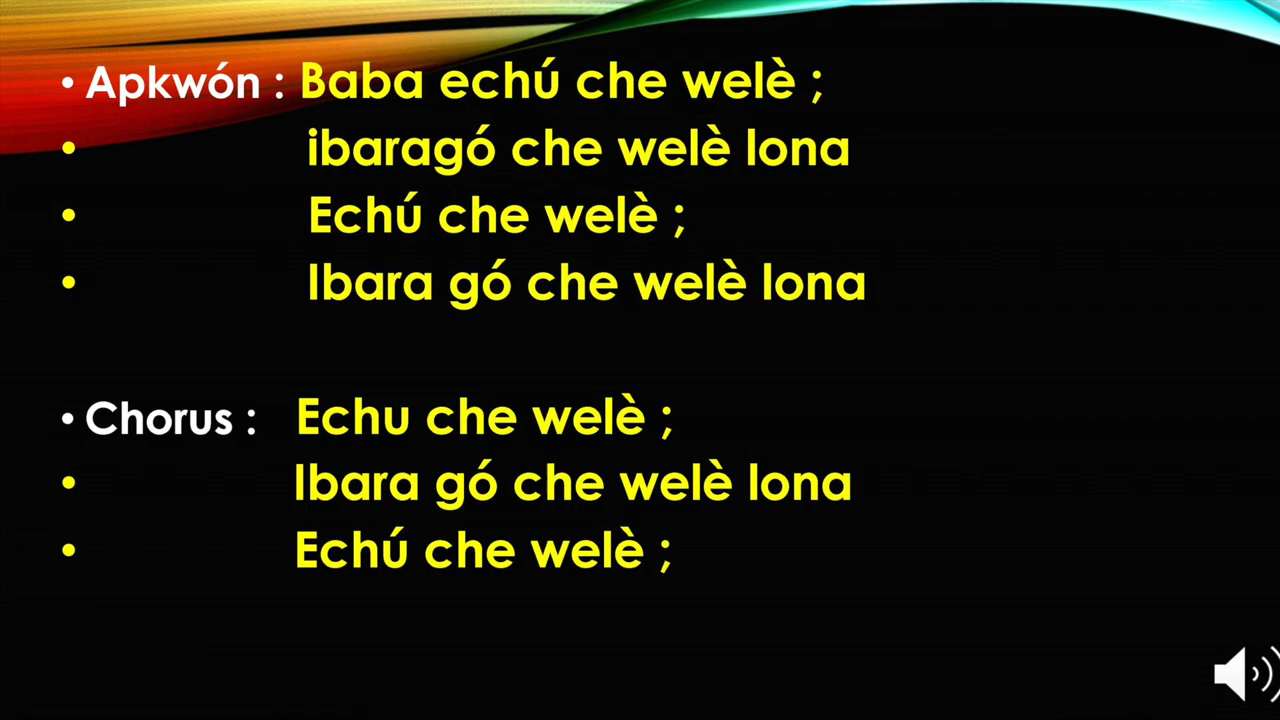 • Apkwón : Baba echú che welè ;
• ibaragó che welè lona
• Echú che welè ;
• Ibara gó che welè lona
• Chorus : Echu che welè ;
• Ibara gó che welè lona
• Echú che welè ;